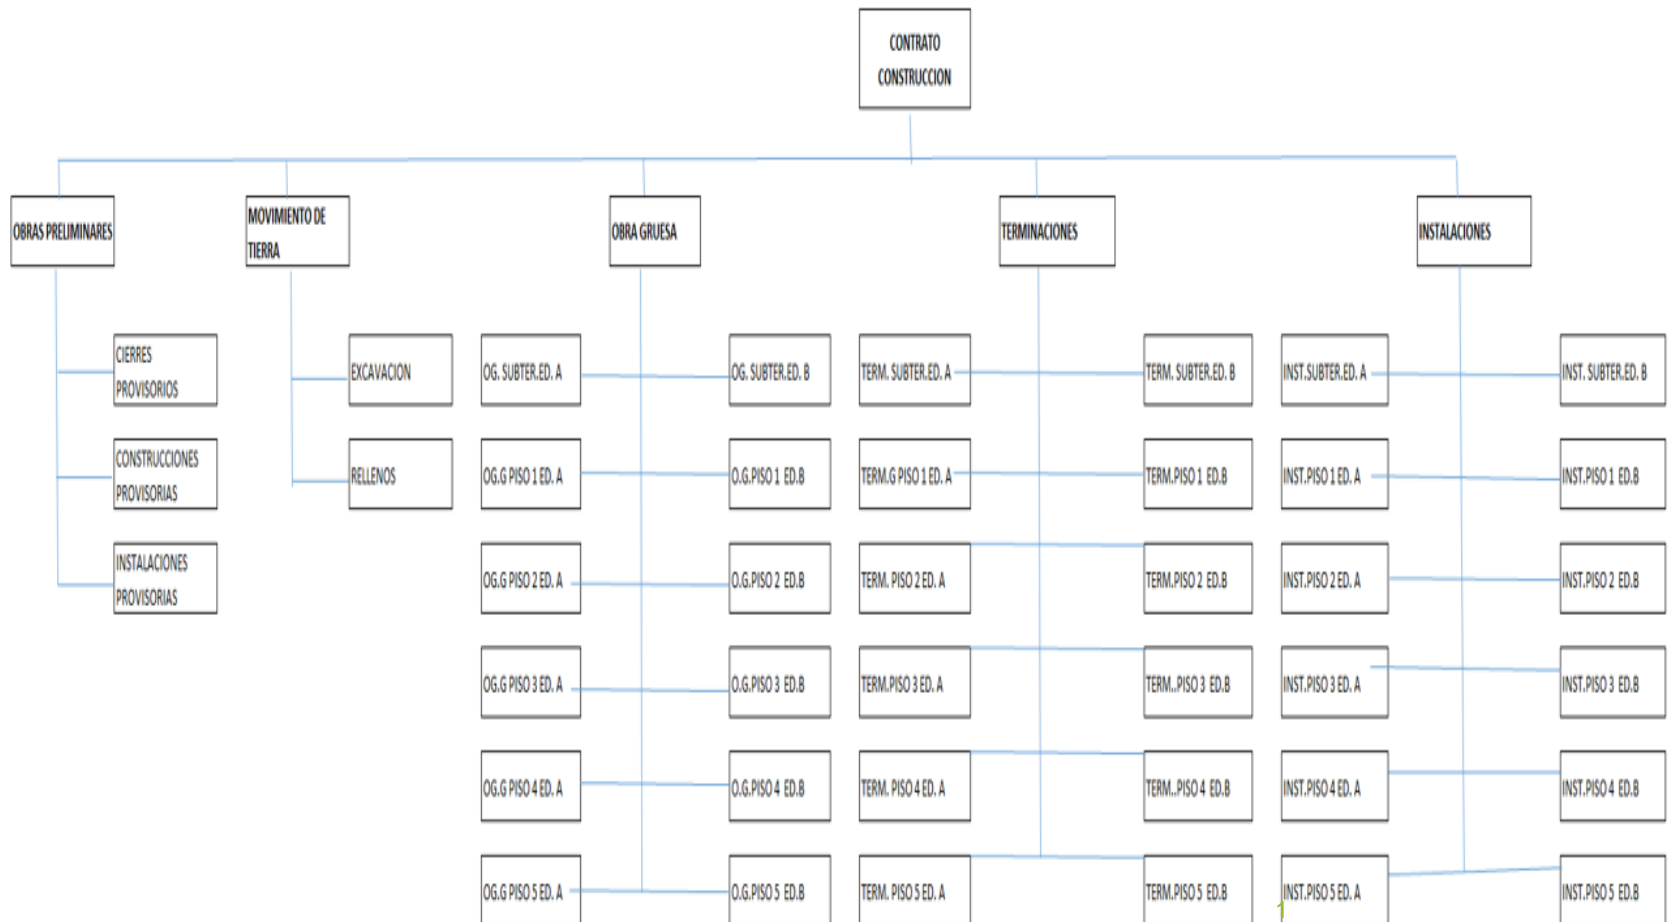 CONTRATO
CONSTRUCCION
OBRAS PRELIMINARES
MOVIMIENTO DE
TIERRA
OBRA GRUESA
TERMINACIONES
INSTALACIONES
CIERRES
PROVISORIOS
EXCAVACION
OG. SUBTER.ED. A
OG. SUBTER.ED. B
TERM. SUBTER.ED. A
TERM. SUBTER.ED. B
INST.SUBTER.ED. A
INST. SUBTER.ED. B
CONSTRUCCIONES
PROVISORIAS
RELLENOS
OG.G PISO 1 ED. A
O.G.PISO 1 ED.B
TERM.G PISO 1 ED. A
TERM.PISO 1 ED.B
INST.PISO 1 ED. A
INST.PISO 1 ED.B
INSTALACIONES
PROVISORIAS
OG.G PISO 2 ED. A
O.G.PISO 2 ED.B
TERM. PISO 2 ED. A
TERM.PISO 2 ED.B
INST.PISO 2 ED. A
INST.PISO 2 ED.B
OG.G PISO 3 ED. A
O.G.PISO 3 ED.B
TERM.PISO 3 ED. A
TERM..PISO 3 ED.B
INST.PISO 3 ED. A
INST.PISO 3 ED.B
OG.G PISO 4 ED. A
O.G.PISO 4 ED.B
TERM. PISO 4 ED. A
TERM..PISO 4 ED.B
INST.PISO 4 ED. A
INST.PISO 4 ED.B
OG.G PISO 5 ED. A
O.G.PISO 5 ED.B
TERM. PISO 5 ED. A
TERM.PISO 5 ED.B
INST.PISO 5 ED. A
INST.PISO 5 ED.B
1